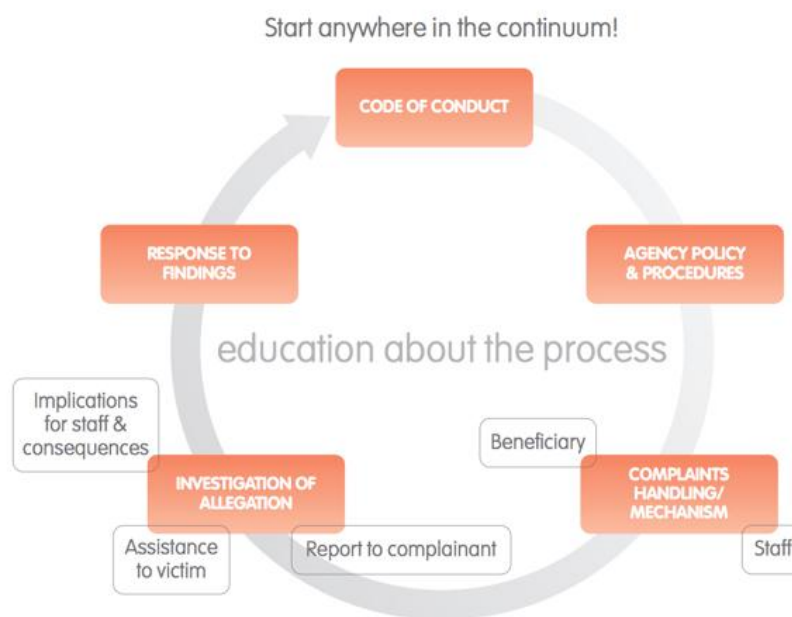 Start anywhere in the continuum!
CODE OF CONDUCT
RESPONSE TO
FINDINGS
AGENCY POLICY
& PROCEDURES
education about the process
Implications
for staff &
consequences
Beneficiary
INVESTIGATION OF
ALLEGATION
COMPLAINTS
HANDLING/
MECHANISM
Assistance
to victim
Report to complainant
Staff